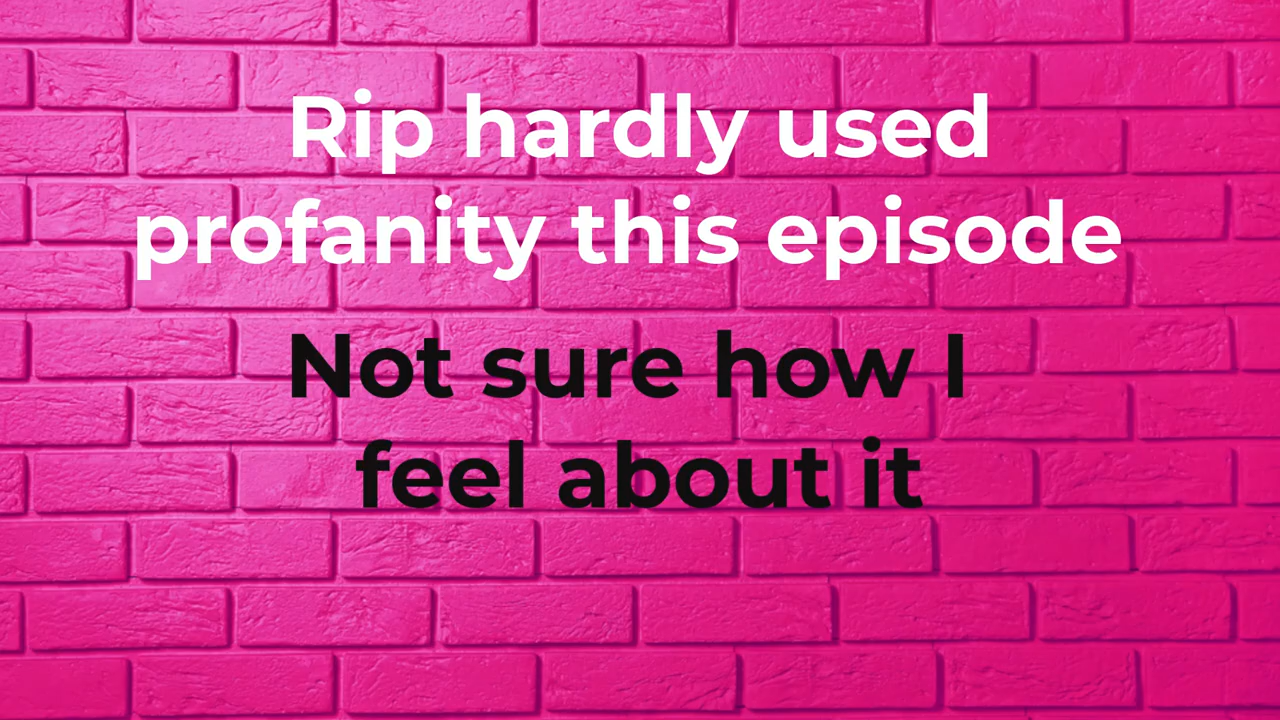 Rip hardly used
profanity this episode
Not sure how I
feel about it